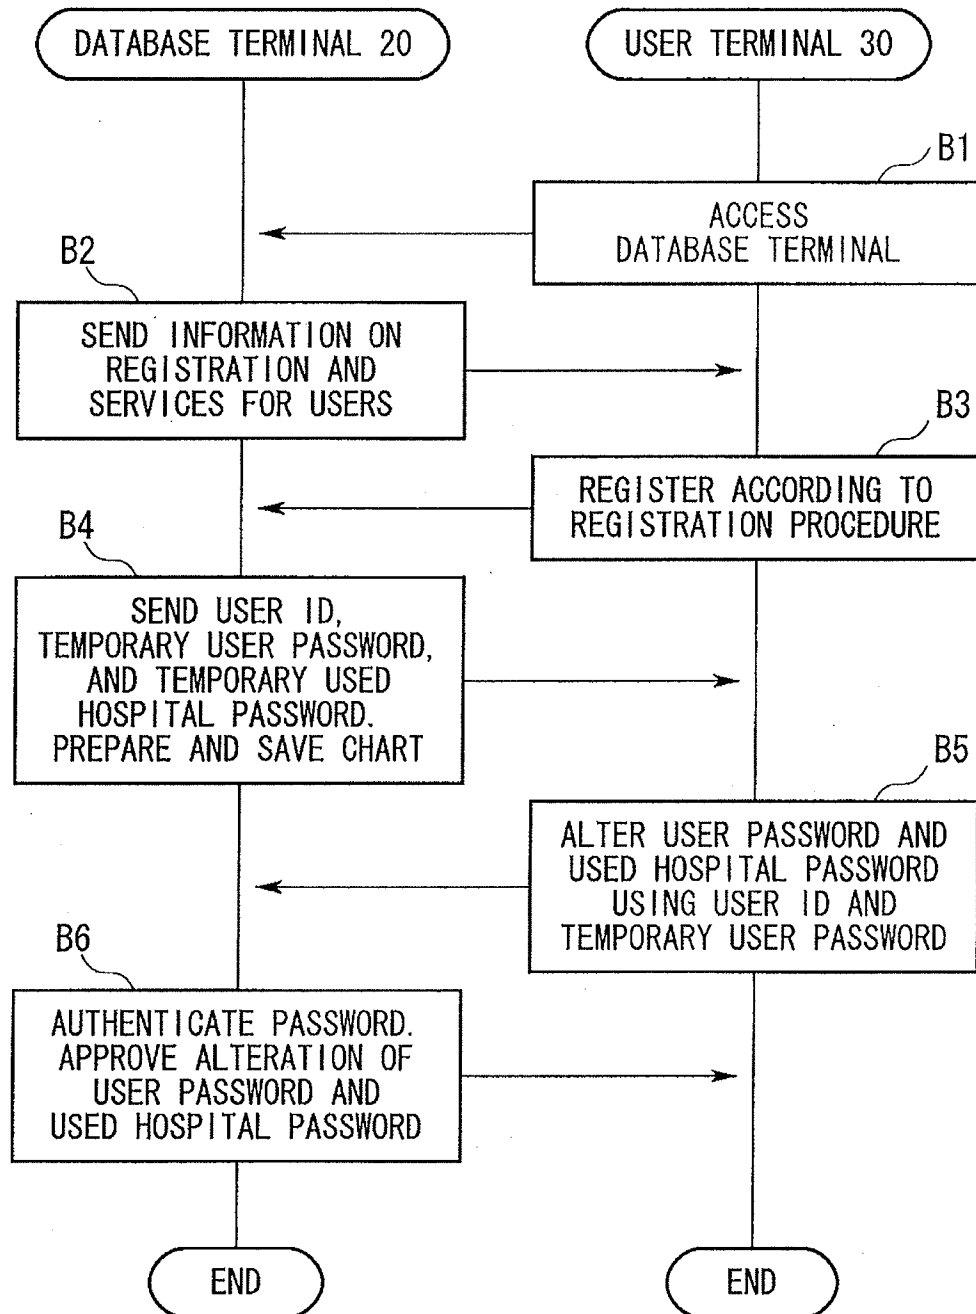 DATABASE TERMINAL 20
USER TERMINAL 30
B1
ACCESS
DATABASE TERMINAL
B2
SEND INFORMATION ON
REGISTRATION AND
SERVICES FOR USERS
B3
REGISTER ACCORDING TO
REGISTRATION PROCEDURE
B4
SEND USER ID,
TEMPORARY USER PASSWORD,
AND TEMPORARY USED
HOSPITAL PASSWORD.
PREPARE AND SAVE CHART
B5
ALTER USER PASSWORD AND
USED HOSPITAL PASSWORD
USING USER ID AND
TEMPORARY USER PASSWORD
B6
AUTHENTICATE PASSWORD.
APPROVE ALTERATION OF
USER PASSWORD AND
USED HOSPITAL PASSWORD
END
END